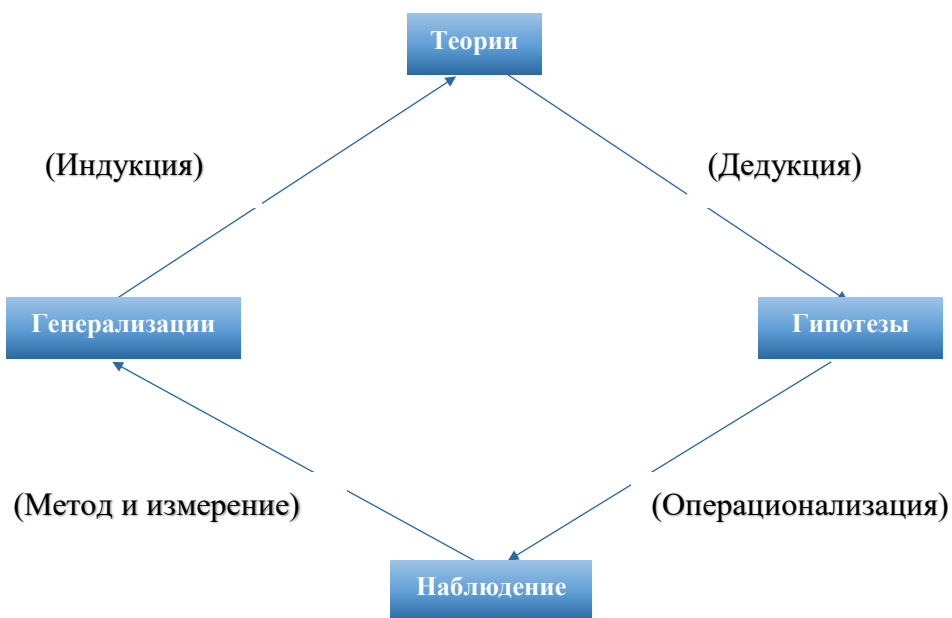 Теории
(Индукция)
(Дедукция)
Генерализации
Гипотезы
(Метод и измерение)
(Операционализация)
Наблюдение